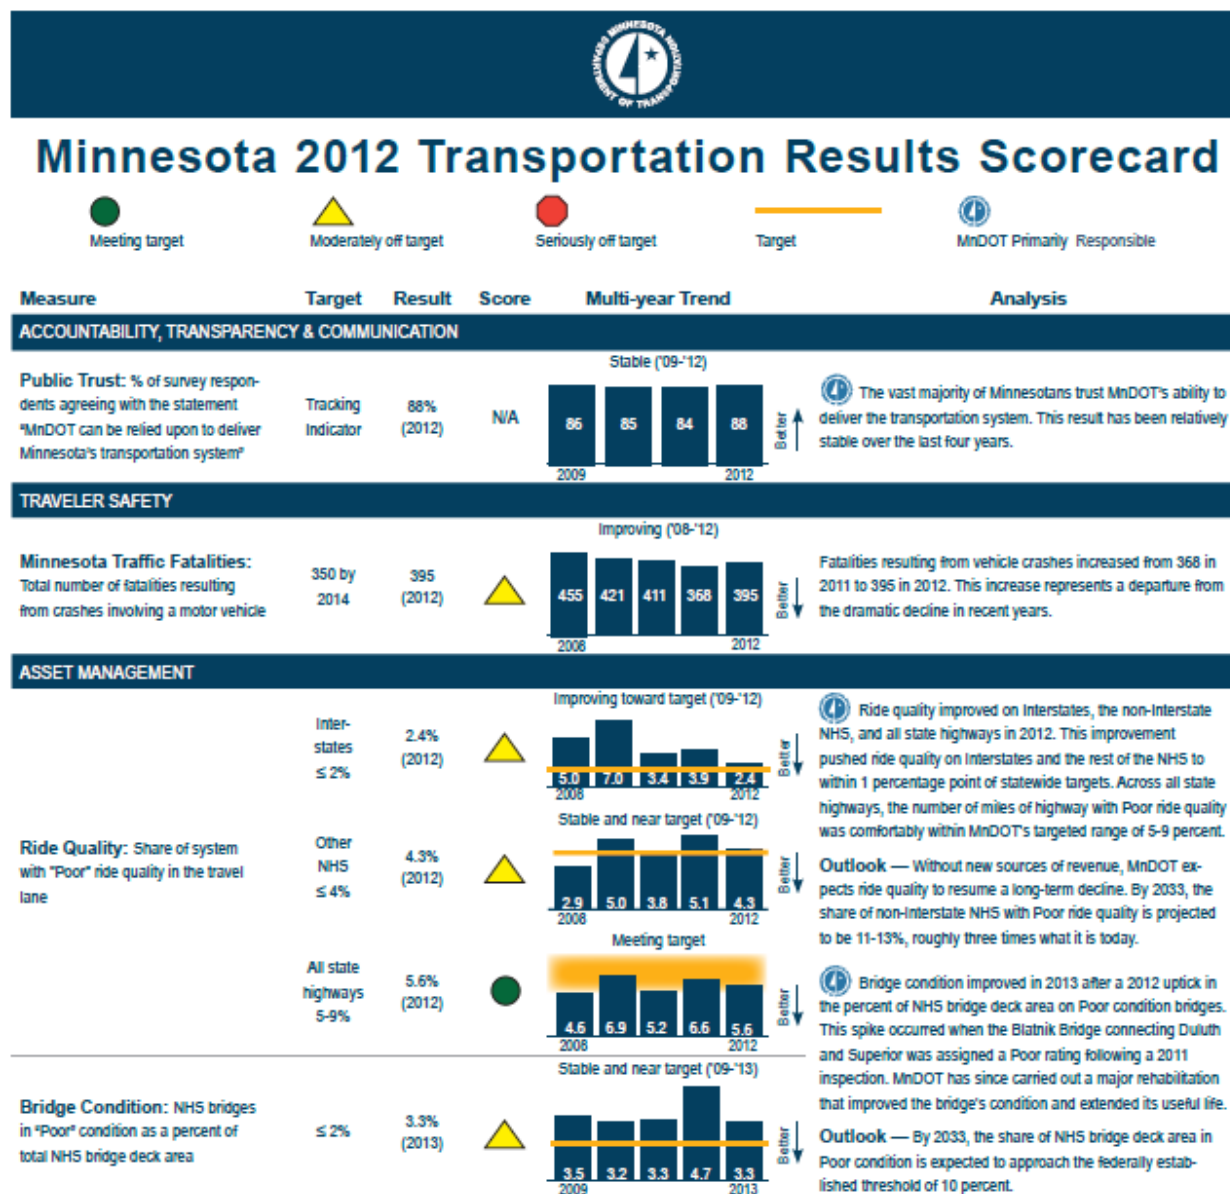 MINNESOTA DEPARTMENT OF TRANSPORTATION
Minnesota 2012 Transportation Results Scorecard
Meeting target
Moderately off target
Seriously off target
Target
MnDOT Primarily Responsible
Measure Target Result Score Multi-year Trend Analysis
ACCOUNTABILITY, TRANSPARENCY & COMMUNICATION
Public Trust: % of survey respon-
dents agreeing with the statement
"MnDOT can be relied upon to deliver
Minnesota's transportation system"
Tracking
Indicator
88%
(2012)
N/A
Stable ('09-'12)
86 85 84 88
2009 2012
Better
The vast majority of Minnesotans trust MnDOT's ability to
deliver the transportation system. This result has been relatively
stable over the last four years.
TRAVELER SAFETY
Minnesota Traffic Fatalities:
Total number of fatalities resulting
from crashes involving a motor vehicle
350 by
2014
395
(2012)
Improving ('08-'12)
455 421 411 368 395
2008 2012
Better
Fatalities resulting from vehicle crashes increased from 368 in
2011 to 395 in 2012. This increase represents a departure from
the dramatic decline in recent years.
ASSET MANAGEMENT
Ride Quality: Share of system
with "Poor" ride quality in the travel
lane
Inter-
states
≤ 2%
2.4%
(2012)
Improving toward target ('09-'12)
5.0 7.0 3.4 3.9 2.4
2008 2012
Better
Other
NHS
≤ 4%
4.3%
(2012)
Stable and near target ('09-'12)
2.9 5.0 3.8 5.1 4.3
2008 2012
Better
All state
highways
5-9%
5.6%
(2012)
Meeting target
4.6 6.9 5.2 6.6 5.6
2008 2012
Better
Ride quality improved on Interstates, the non-Interstate
NHS, and all state highways in 2012. This improvement
pushed ride quality on Interstates and the rest of the NHS to
within 1 percentage point of statewide targets. Across all state
highways, the number of miles of highway with Poor ride quality
was comfortably within MnDOT's targeted range of 5-9 percent.
Outlook — Without new sources of revenue, MnDOT ex-
pects ride quality to resume a long-term decline. By 2033, the
share of non-Interstate NHS with Poor ride quality is projected
to be 11-13%, roughly three times what it is today.
Bridge Condition: NHS bridges
in "Poor" condition as a percent of
total NHS bridge deck area
≤ 2%
3.3%
(2013)
Stable and near target ('09-'13)
3.5 3.2 3.3 4.7 3.3
2009 2013
Better
Bridge condition improved in 2013 after a 2012 uptick in
the percent of NHS bridge deck area on Poor condition bridges.
This spike occurred when the Blatnik Bridge connecting Duluth
and Superior was assigned a Poor rating following a 2011
inspection. MnDOT has since carried out a major rehabilitation
that improved the bridge's condition and extended its useful life.
Outlook — By 2033, the share of NHS bridge deck area in
Poor condition is expected to approach the federally estab-
lished threshold of 10 percent.